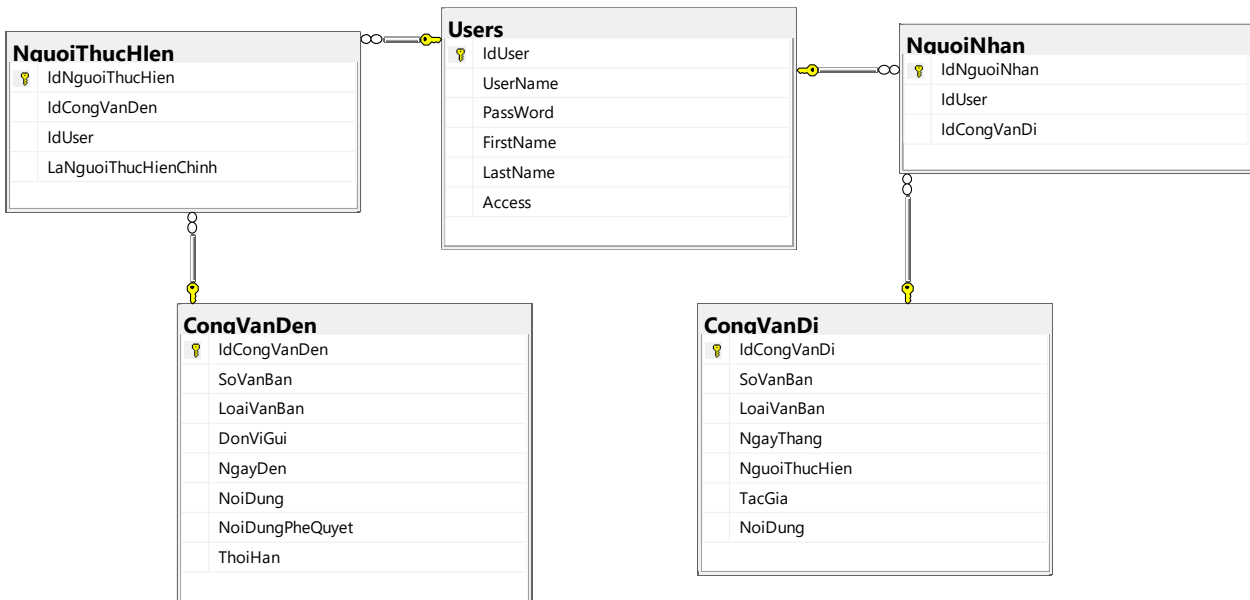 NguoiThucHIen
IdNguoiThucHien
IdCongVanDen
IdUser
LaNguoiThucHienChinh
Users
IdUser
UserName
PassWord
FirstName
LastName
Access
NguoiNhan
IdNguoiNhan
IdUser
IdCongVanDi
CongVanDen
IdCongVanDen
SoVanBan
LoaiVanBan
DonViGui
NgayDen
NoiDung
NoiDungPheQuyet
ThoiHan
CongVanDi
IdCongVanDi
SoVanBan
LoaiVanBan
NgayThang
NguoiThucHien
TacGia
NoiDung